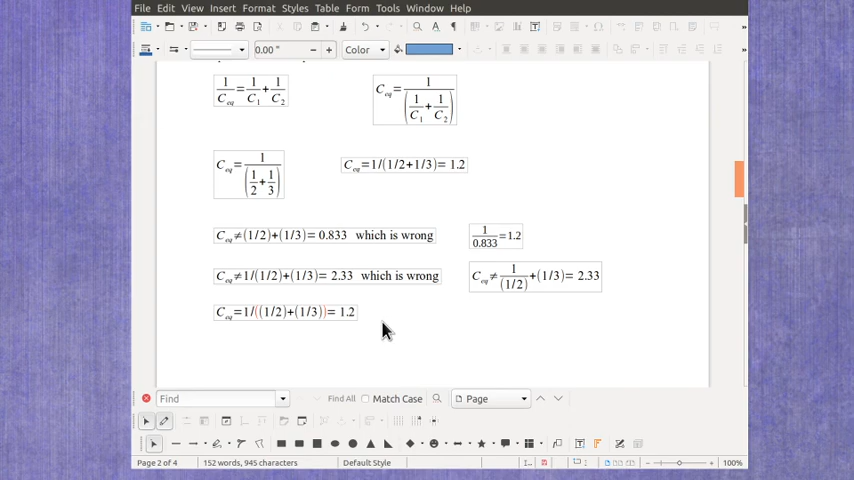 File Edit View Insert Format Styles Table Form Tools Window Help
0.00 " Color
1/C_eq = 1/C_1 + 1/C_2
C_eq = 1/(1/C_1 + 1/C_2)
C_eq = 1/(1/2 + 1/3)
C_eq=1/(1/2+1/3)= 1.2
C_eq≠(1/2)+(1/3)= 0.833 which is wrong
1/0.833 =1.2
C_eq≠1/(1/2)+(1/3)= 2.33 which is wrong
C_eq≠ 1/(1/2) +(1/3)= 2.33
C_eq=1/((1/2)+(1/3))= 1.2
Find Find All Match Case Page
Page 2 of 4 152 words, 945 characters Default Style 100%